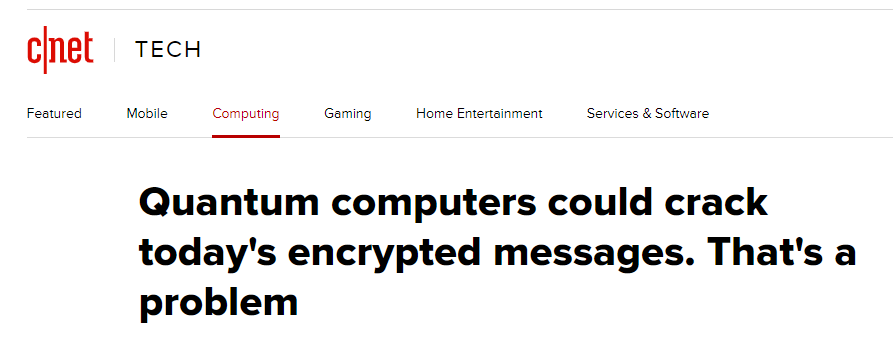 c|net TECH
Featured Mobile Computing Gaming Home Entertainment Services & Software
Quantum computers could crack
today's encrypted messages. That's a
problem